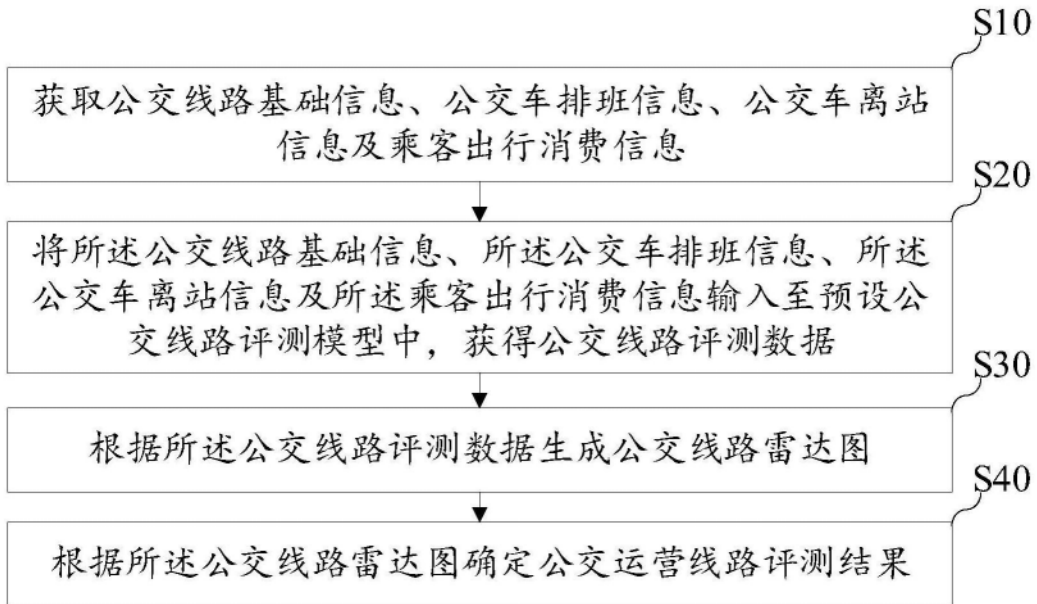 S10
获取公交线路基础信息、公交车排班信息、公交车离站
信息及乘客出行消费信息
S20
将所述公交线路基础信息、所述公交车排班信息、所述
公交车离站信息及所述乘客出行消费信息输入至预设公
交线路评测模型中，获得公交线路评测数据
S30
根据所述公交线路评测数据生成公交线路雷达图
S40
根据所述公交线路雷达图确定公交运营线路评测结果